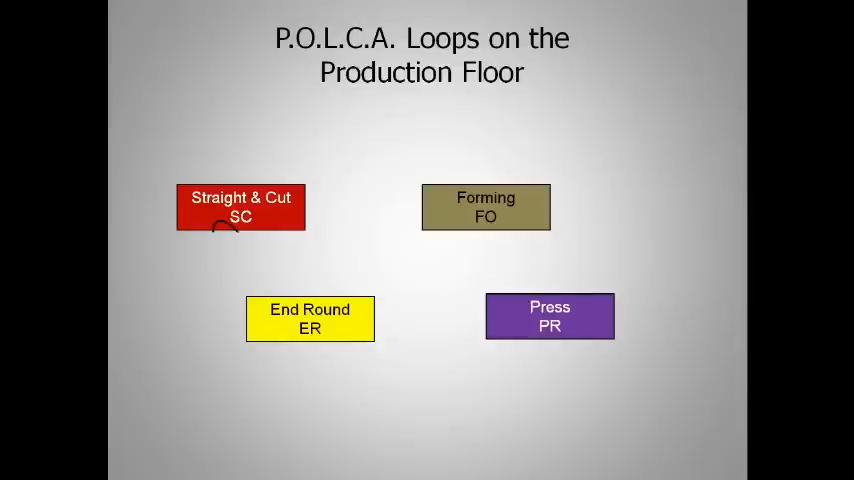 P.O.L.C.A. Loops on the
Production Floor
Straight & Cut
SC
Forming
FO
End Round
ER
Press
PR